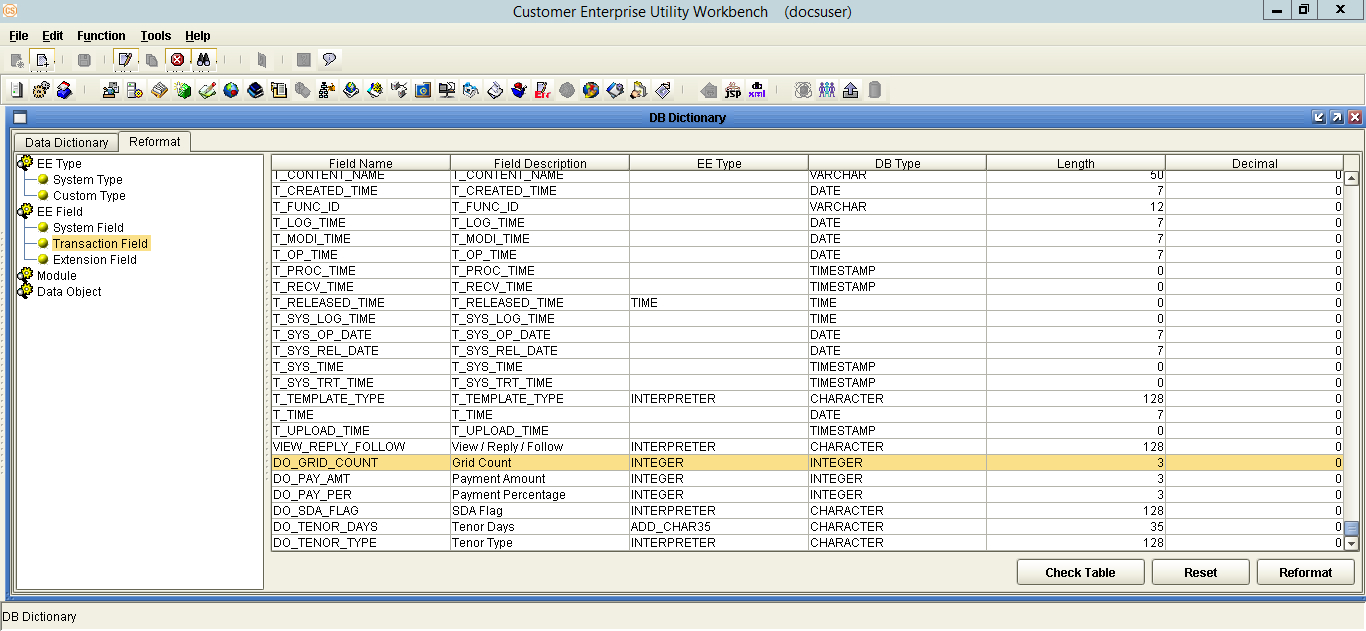 CS
Customer Enterprise Utility Workbench (docsuser)
File Edit Function Tools Help
jsp
db
xml
DB Dictionary
Data Dictionary Reformat
EE Type
System Type
Custom Type
EE Field
System Field
Transaction Field
Extension Field
Module
Data Object
Field Name Field Description EE Type DB Type Length Decimal
T_CONTENT_NAME T_CONTENT_NAME VARCHAR 50 0
T_CREATED_TIME T_CREATED_TIME DATE 7 0
T_FUNC_ID T_FUNC_ID VARCHAR 12 0
T_LOG_TIME T_LOG_TIME DATE 7 0
T_MODI_TIME T_MODI_TIME DATE 7 0
T_OP_TIME T_OP_TIME DATE 7 0
T_PROC_TIME T_PROC_TIME TIMESTAMP 0 0
T_RECV_TIME T_RECV_TIME TIMESTAMP 0 0
T_RELEASED_TIME T_RELEASED_TIME TIME TIME 0 0
T_SYS_LOG_TIME T_SYS_LOG_TIME TIME 0 0
T_SYS_OP_DATE T_SYS_OP_DATE DATE 7 0
T_SYS_REL_DATE T_SYS_REL_DATE DATE 7 0
T_SYS_TIME T_SYS_TIME TIMESTAMP 0 0
T_SYS_TRT_TIME T_SYS_TRT_TIME TIMESTAMP 0 0
T_TEMPLATE_TYPE T_TEMPLATE_TYPE INTERPRETER CHARACTER 128 0
T_TIME T_TIME DATE 7 0
T_UPLOAD_TIME T_UPLOAD_TIME TIMESTAMP 0 0
VIEW_REPLY_FOLLOW View / Reply / Follow INTERPRETER CHARACTER 128 0
DO_GRID_COUNT Grid Count INTEGER INTEGER 3 0
DO_PAY_AMT Payment Amount INTEGER INTEGER 3 0
DO_PAY_PER Payment Percentage INTEGER INTEGER 3 0
DO_SDA_FLAG SDA Flag INTERPRETER CHARACTER 128 0
DO_TENOR_DAYS Tenor Days ADD_CHAR35 CHARACTER 35 0
DO_TENOR_TYPE Tenor Type INTERPRETER CHARACTER 128 0
Check Table Reset Reformat
DB Dictionary